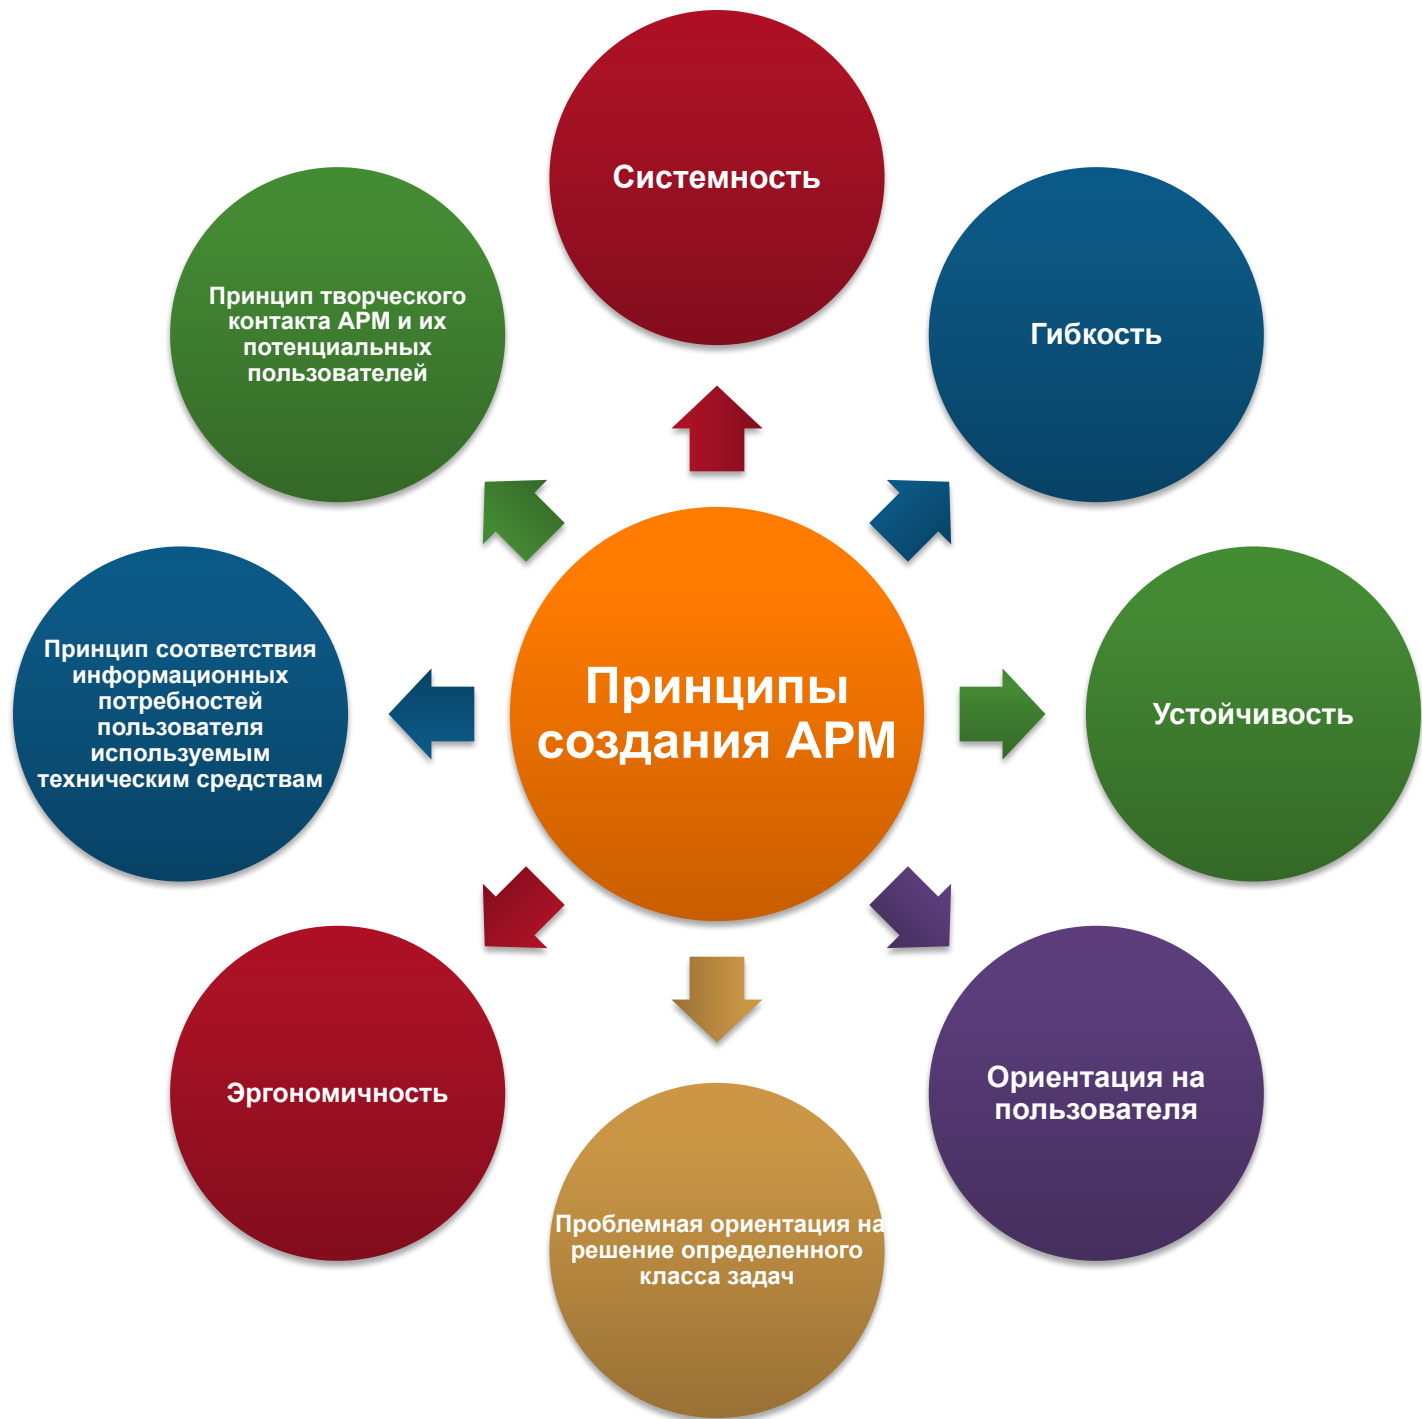 Системность
Гибкость
Устойчивость
Ориентация на
пользователя
Проблемная ориентация на
решение определенного
класса задач
Эргономичность
Принцип соответствия
информационных
потребностей
пользователя
используемым
техническим средствам
Принцип творческого
контакта АРМ и их
потенциальных
пользователей
Принципы
создания АРМ